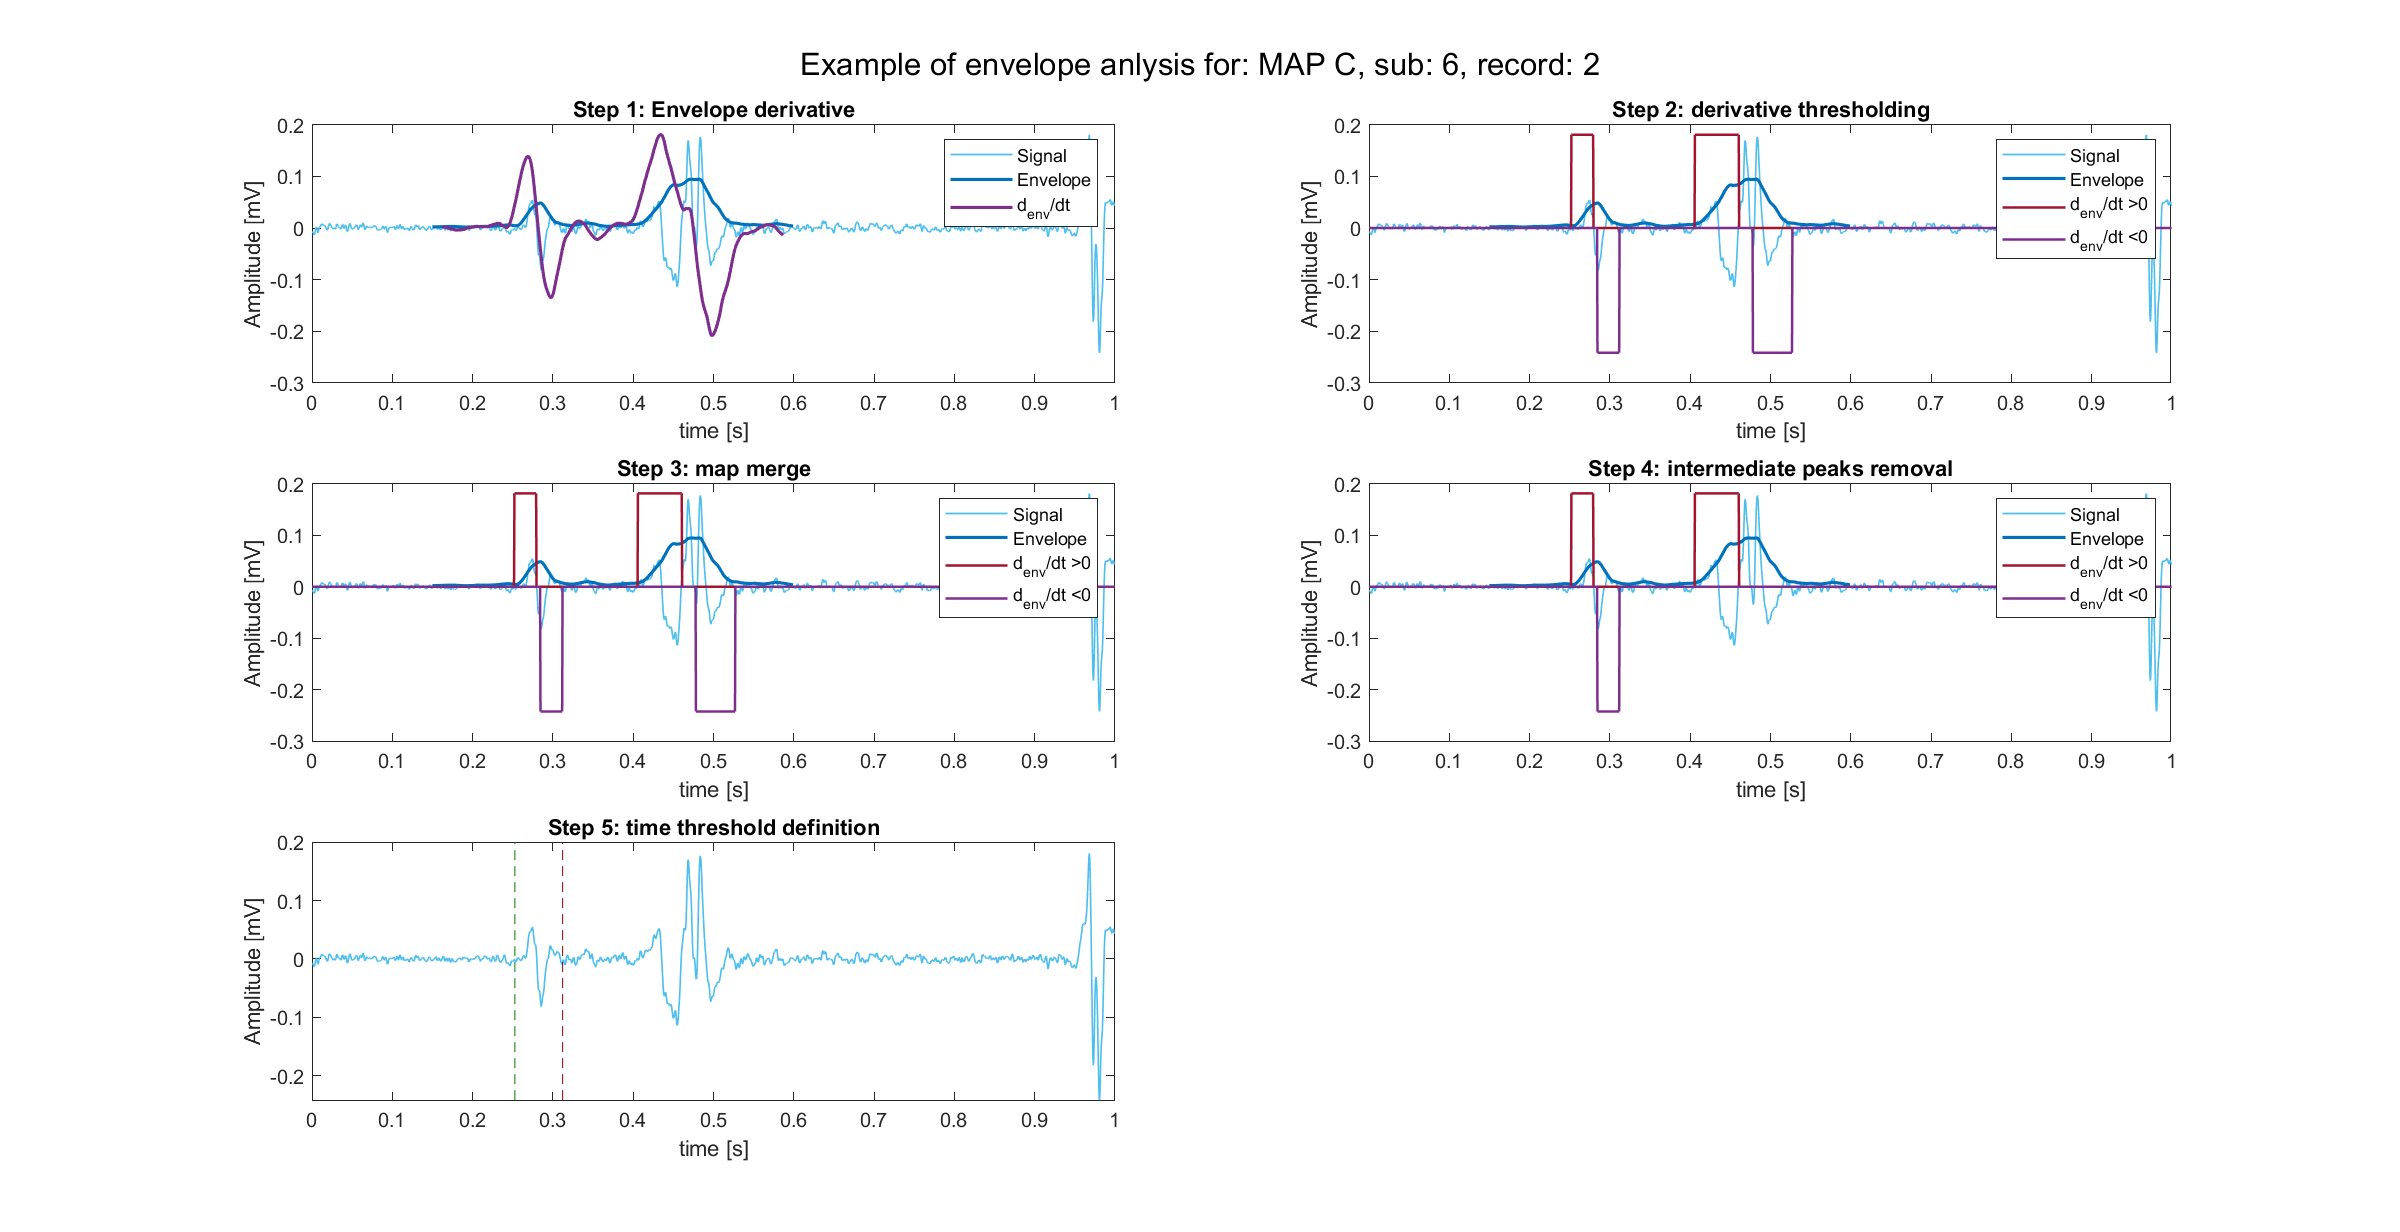 Example of envelope anlysis for: MAP C, sub: 6, record: 2
Step 1: Envelope derivative
0.2
0.1
0
-0.1
-0.2
-0.3
Amplitude [mV]
Signal
Envelope
d_env/dt
0 0.1 0.2 0.3 0.4 0.5 0.6 0.7 0.8 0.9 1
time [s]
Step 2: derivative thresholding
0.2
0.1
0
-0.1
-0.2
-0.3
Amplitude [mV]
Signal
Envelope
d_env/dt >0
d_env/dt <0
0 0.1 0.2 0.3 0.4 0.5 0.6 0.7 0.8 0.9 1
time [s]
Step 3: map merge
0.2
0.1
0
-0.1
-0.2
-0.3
Amplitude [mV]
Signal
Envelope
d_env/dt >0
d_env/dt <0
0 0.1 0.2 0.3 0.4 0.5 0.6 0.7 0.8 0.9 1
time [s]
Step 4: intermediate peaks removal
0.2
0.1
0
-0.1
-0.2
-0.3
Amplitude [mV]
Signal
Envelope
d_env/dt >0
d_env/dt <0
0 0.1 0.2 0.3 0.4 0.5 0.6 0.7 0.8 0.9 1
time [s]
Step 5: time threshold definition
0.2
0.1
0
-0.1
-0.2
Amplitude [mV]
0 0.1 0.2 0.3 0.4 0.5 0.6 0.7 0.8 0.9 1
time [s]